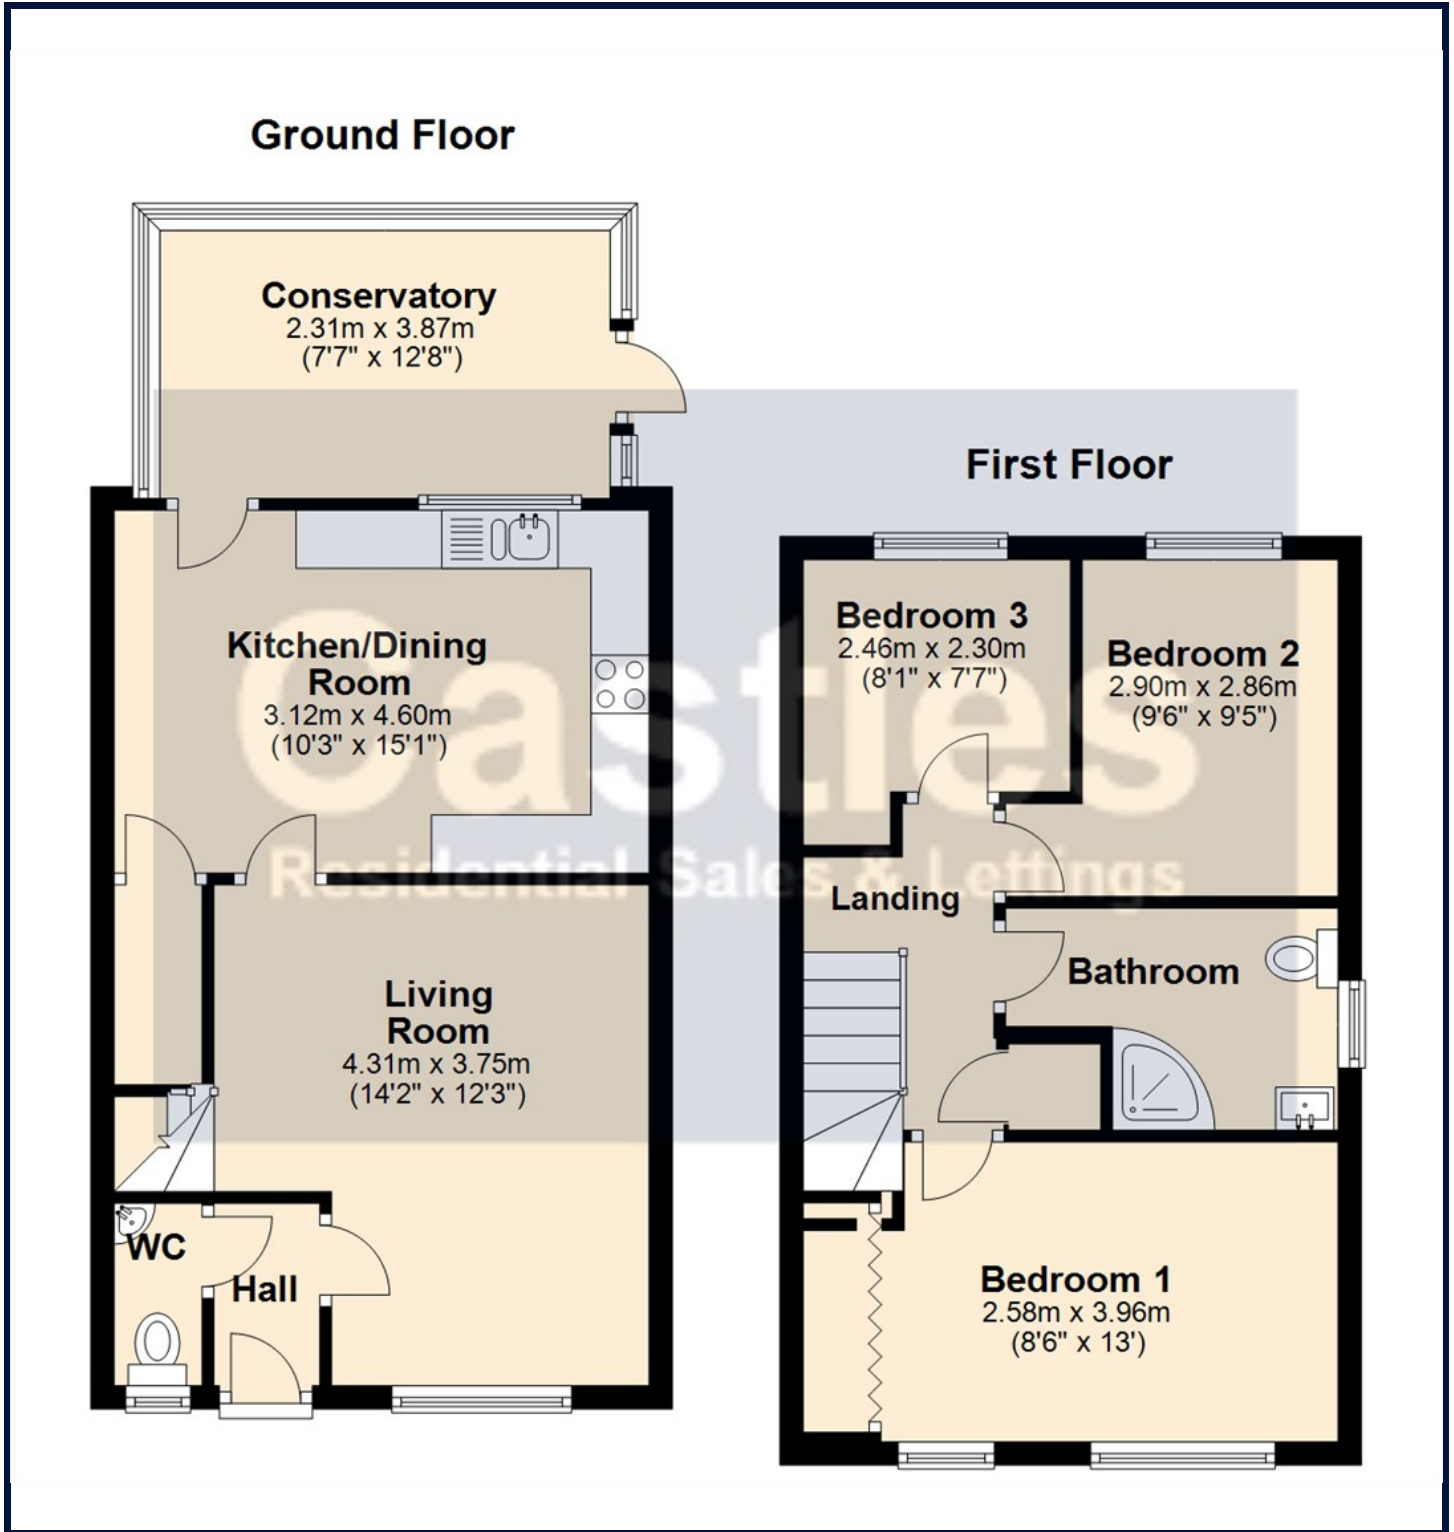 Ground Floor
Conservatory
2.31m x 3.87m
(7'7" x 12'8")
First Floor
Kitchen/Dining
Room
3.12m x 4.60m
(10'3" x 15'1")
Bedroom 3
2.46m x 2.30m
(8'1" x 7'7")
Bedroom 2
2.90m x 2.86m
(9'6" x 9'5")
Castles
Residential Sales & Lettings
Landing
Bathroom
Living
Room
4.31m x 3.75m
(14'2" x 12'3")
WC
Hall
Bedroom 1
2.58m x 3.96m
(8'6" x 13')